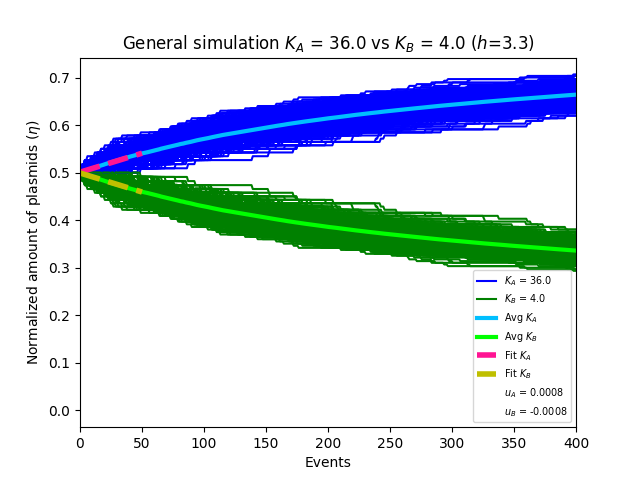 General simulation K_A = 36.0 vs K_B = 4.0 (h=3.3)
Normalized amount of plasmids (η)
0.7
0.6
0.5
0.4
0.3
0.2
0.1
0.0
K_A = 36.0
K_B = 4.0
Avg K_A
Avg K_B
Fit K_A
Fit K_B
u_A = 0.0008
u_B = -0.0008
0 50 100 150 200 250 300 350 400
Events